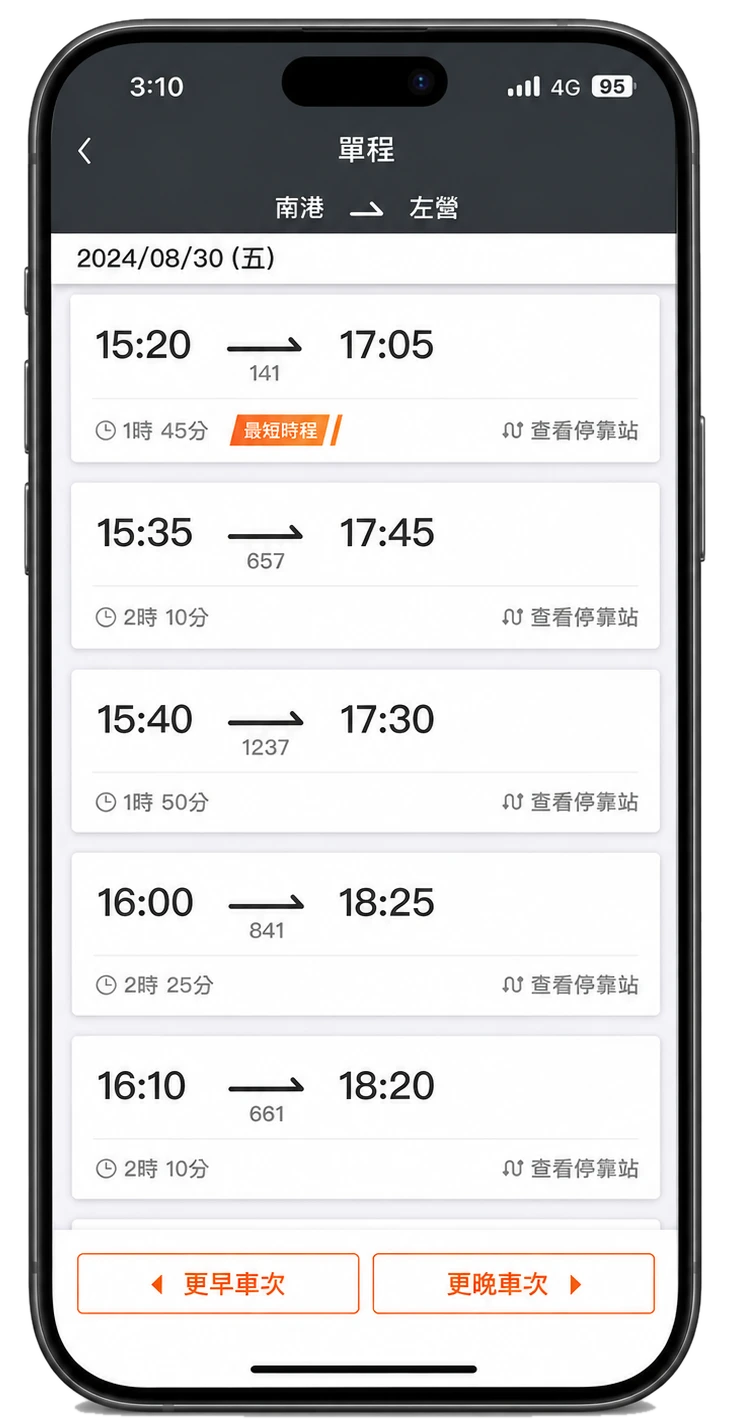 3:10 4G 95
單程
南港 左營
2024/08/30 (五)
15:20 17:05
141
1時 45分 最短時程 查看停靠站
15:35 17:45
657
2時 10分 查看停靠站
15:40 17:30
1237
1時 50分 查看停靠站
16:00 18:25
841
2時 25分 查看停靠站
16:10 18:20
661
2時 10分 查看停靠站
更早車次 更晚車次